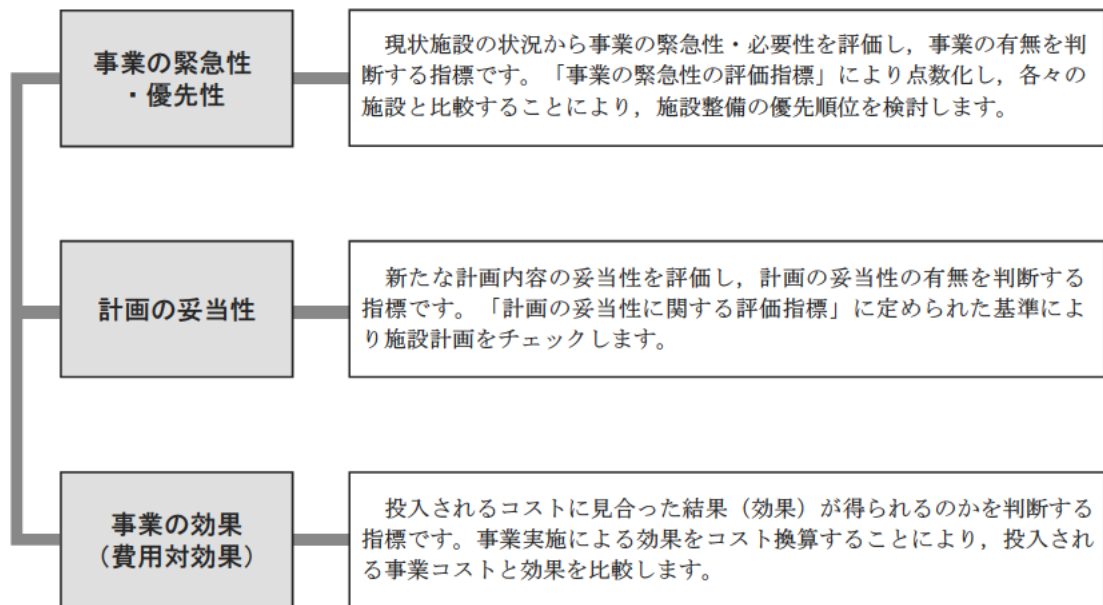 事業の緊急性
・優先性
現状施設の状況から事業の緊急性・必要性を評価し，事業の有無を判
断する指標です。「事業の緊急性の評価指標」により点数化し，各々の
施設と比較することにより，施設整備の優先順位を検討します。
計画の妥当性
新たな計画内容の妥当性を評価し，計画の妥当性の有無を判断する
指標です。「計画の妥当性に関する評価指標」に定められた基準によ
り施設計画をチェックします。
事業の効果
（費用対効果）
投入されるコストに見合った結果（効果）が得られるのかを判断する
指標です。事業実施による効果をコスト換算することにより，投入され
る事業コストと効果を比較します。